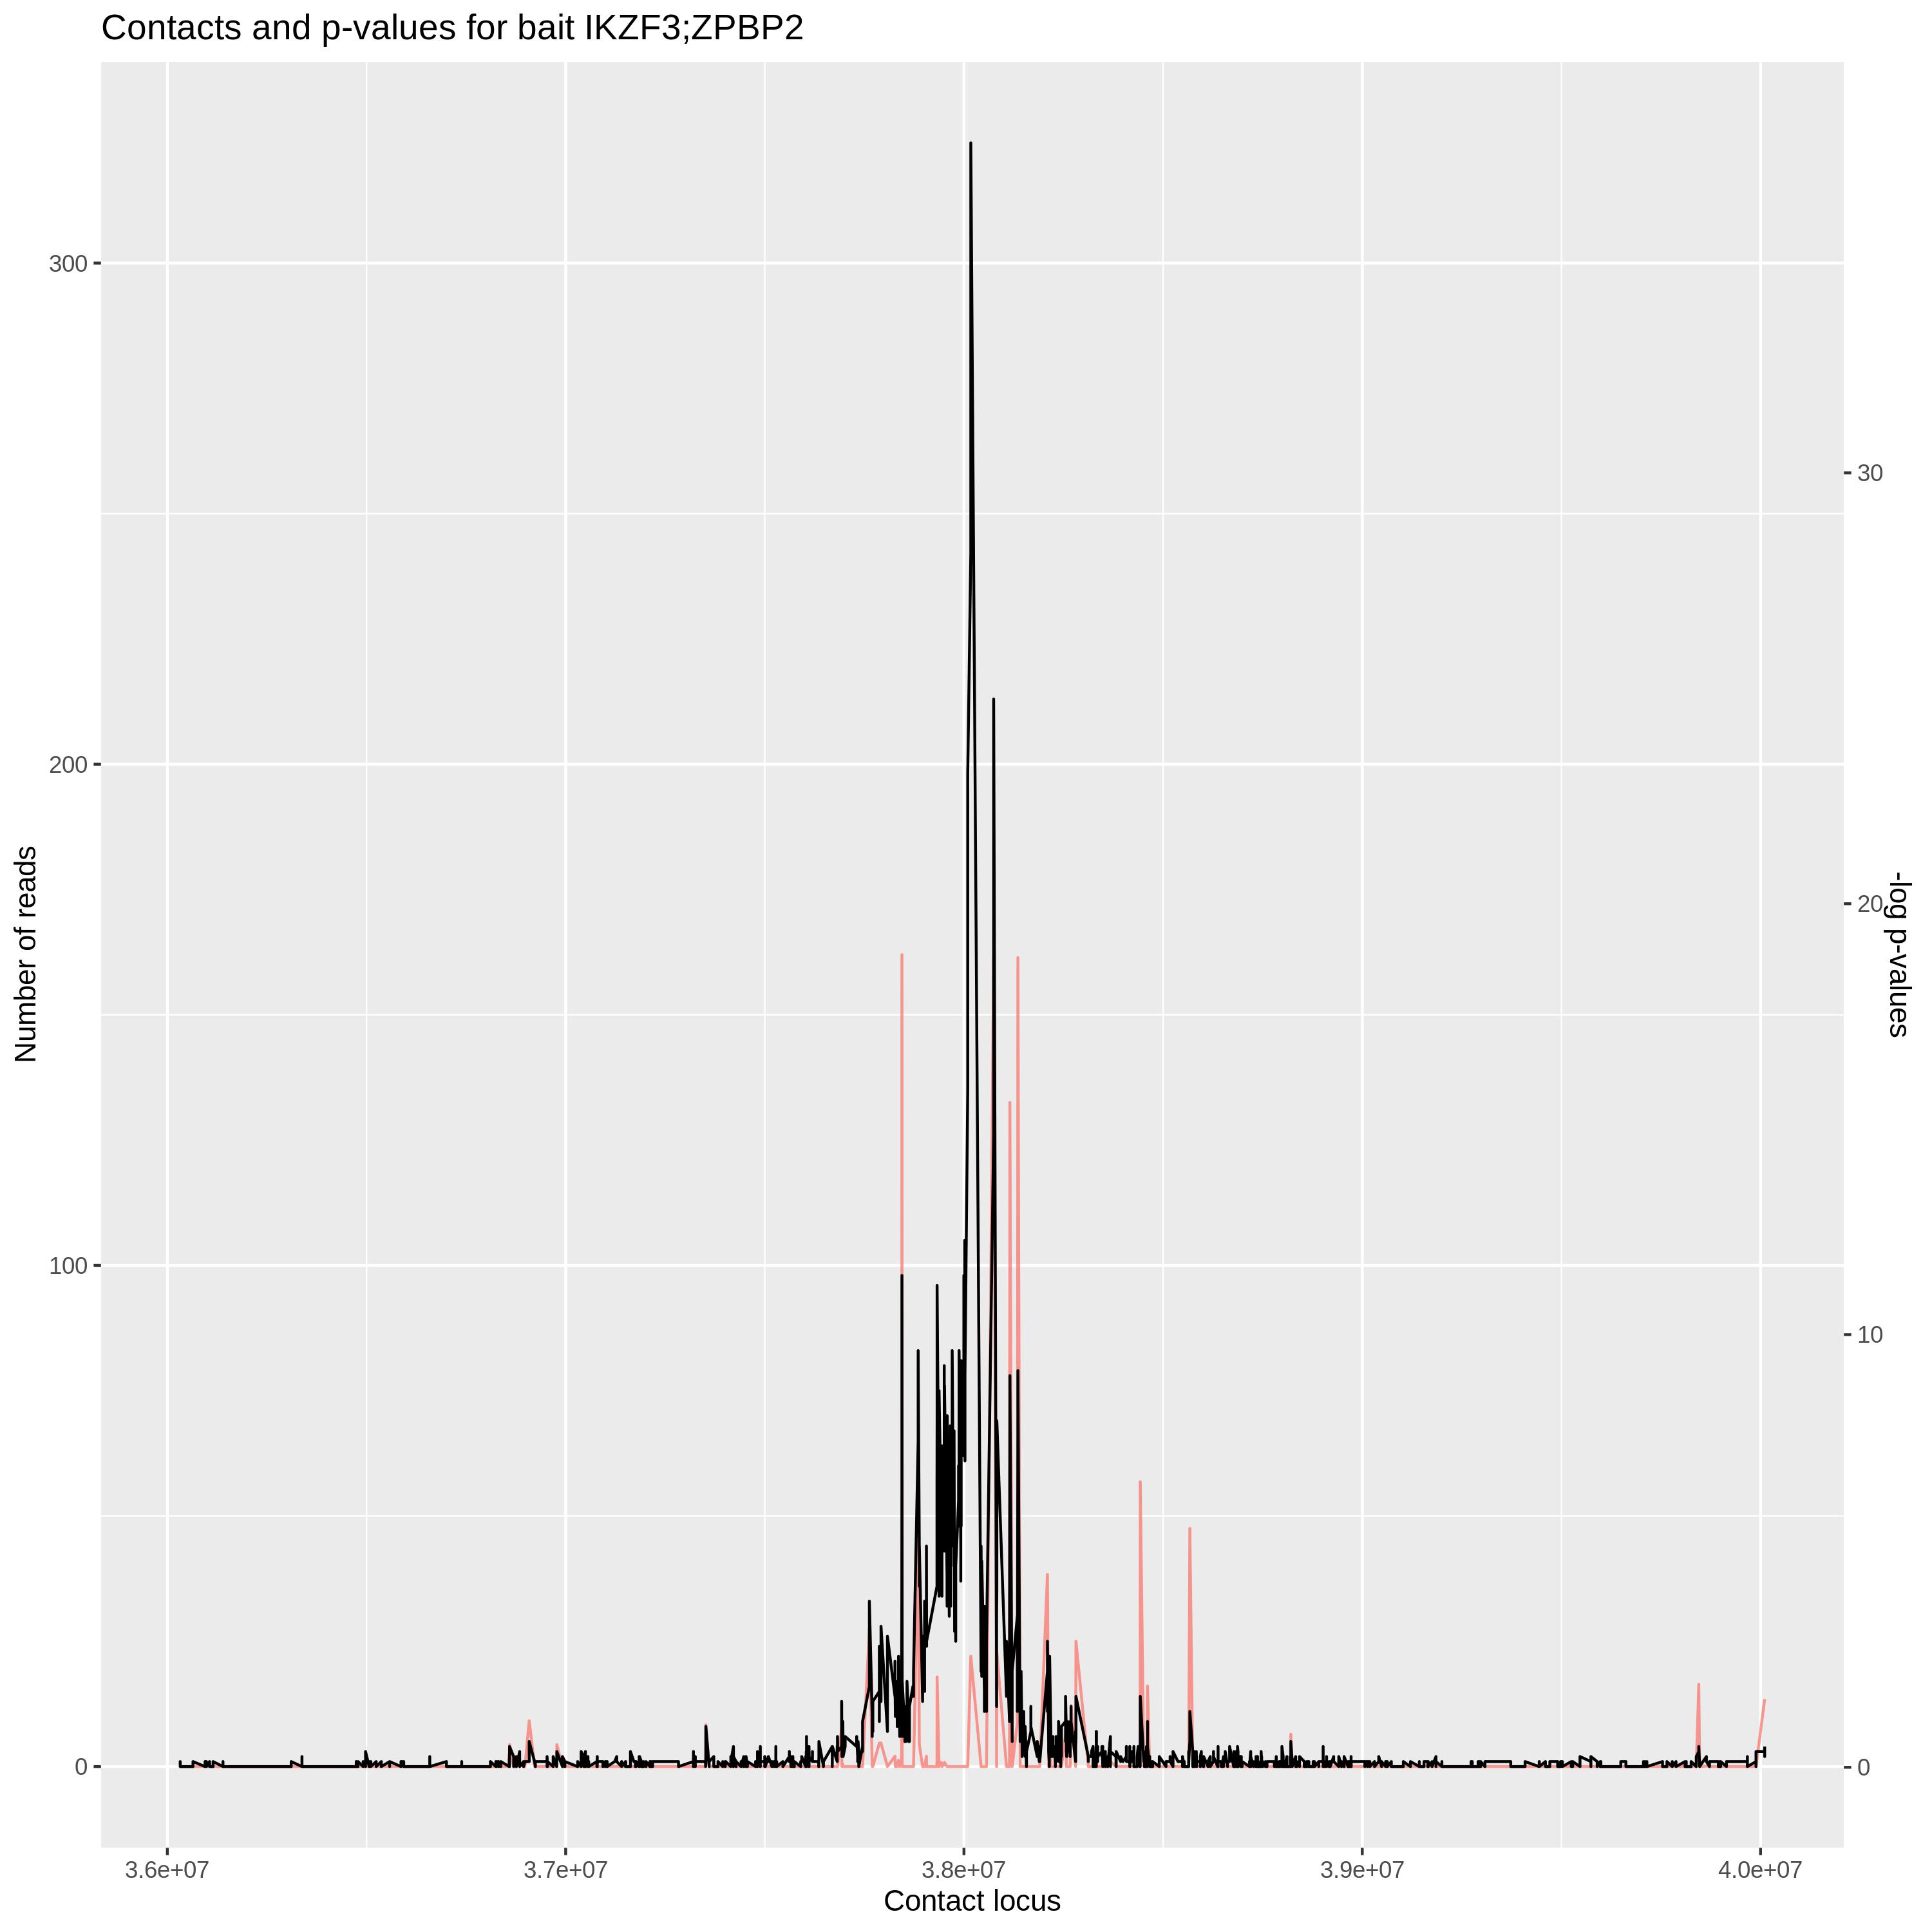 Contacts and p-values for bait IKZF3;ZPBP2
300
200
100
0
Number of reads
30
20
10
0
-log p-values
3.6e+07 3.7e+07 3.8e+07 3.9e+07 4.0e+07
Contact locus